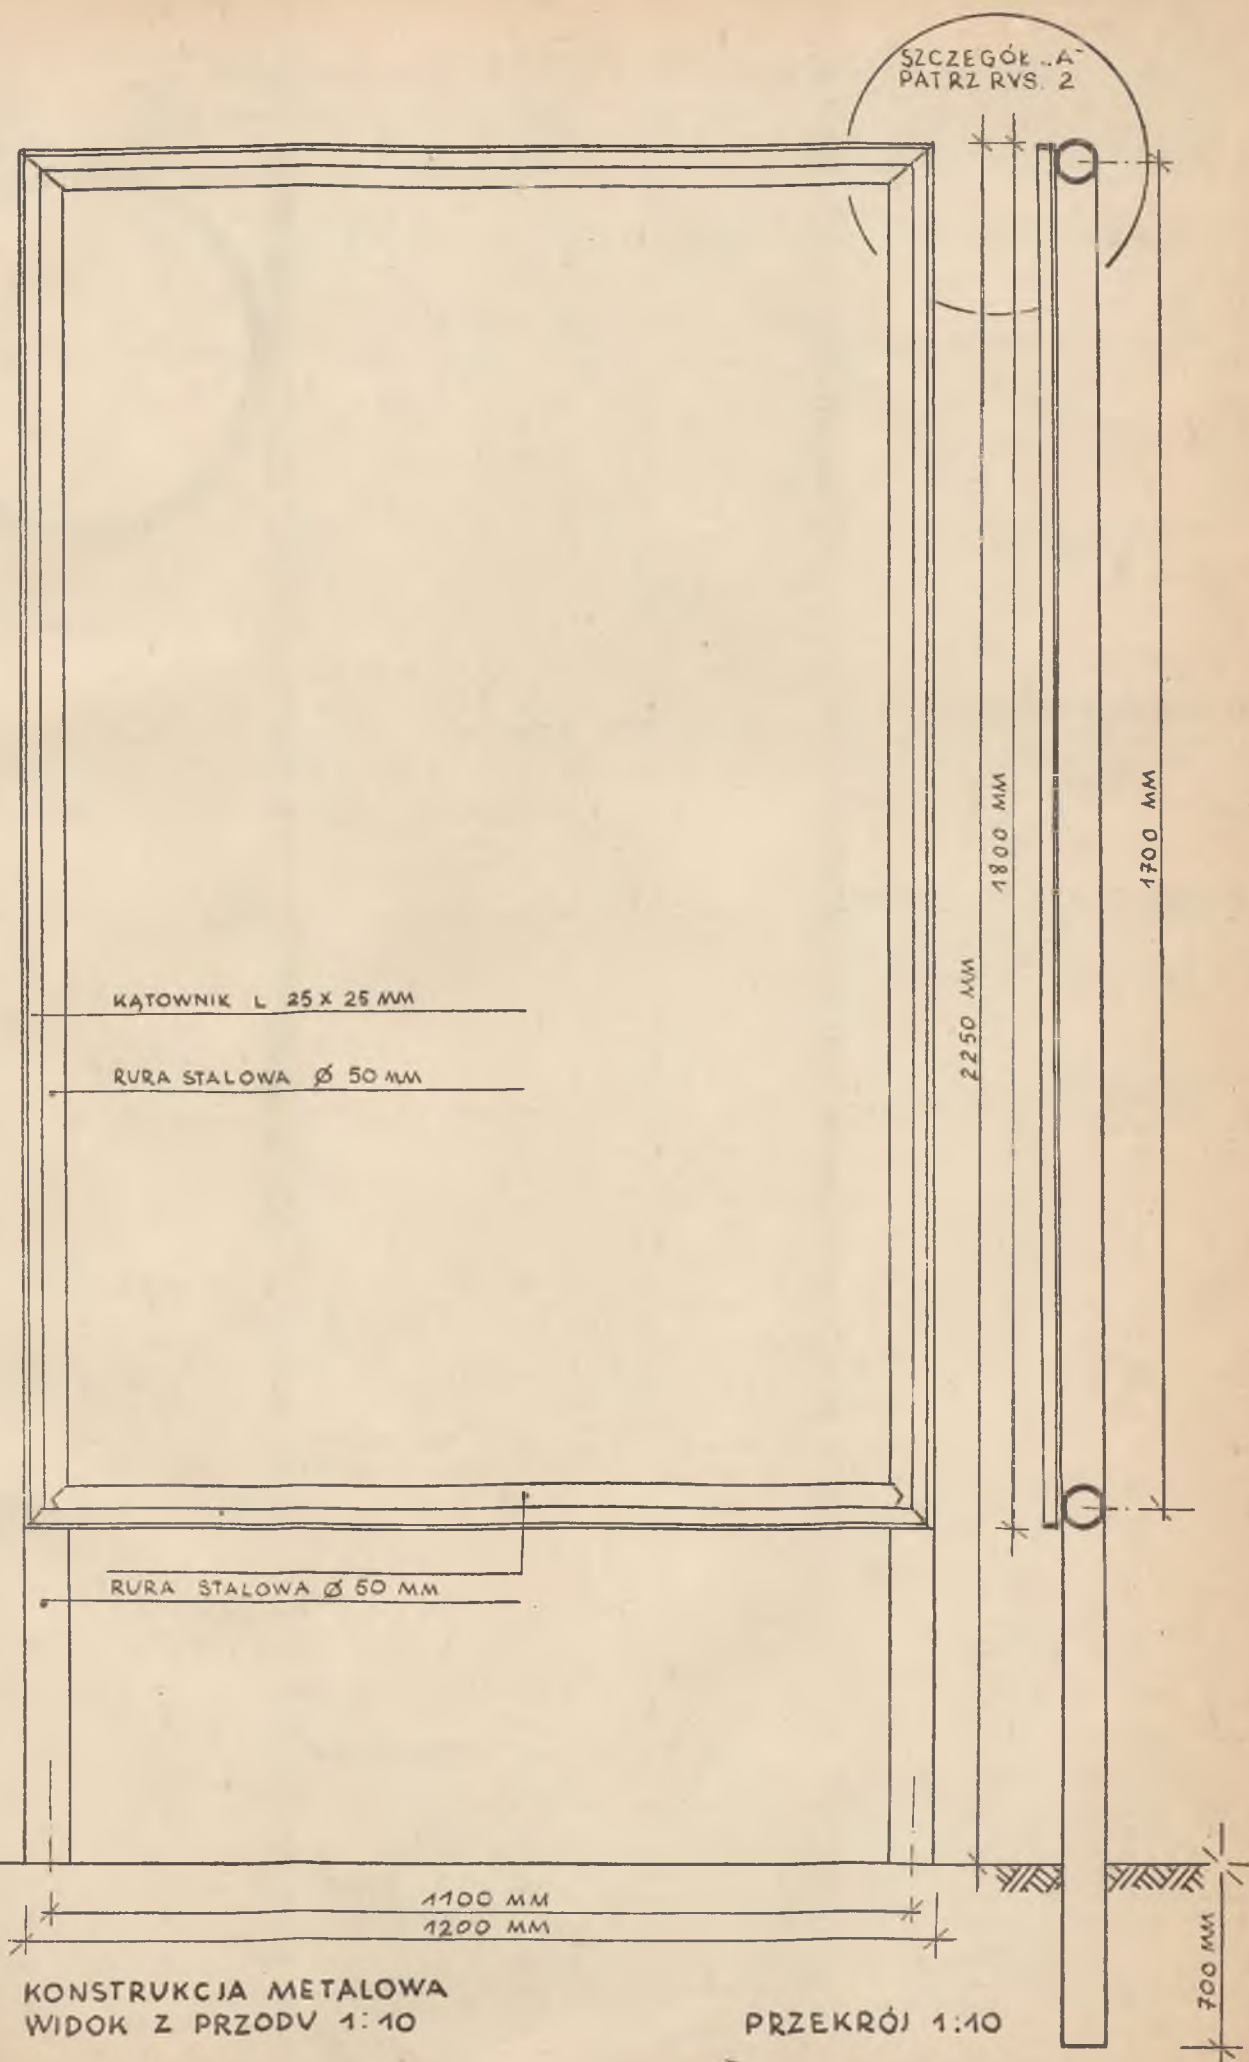 SZCZEGÓŁ „A"
PATRZ RYS. 2
1800 MM
1700 MM
2250 MM
KĄTOWNIK L 25 X 25 MM
RURA STALOWA Ø 50 MM
RURA STALOWA Ø 50 MM
1100 MM
1200 MM
700 MM
KONSTRUKCJA METALOWA
WIDOK Z PRZODU 1:10
PRZEKRÓJ 1:10